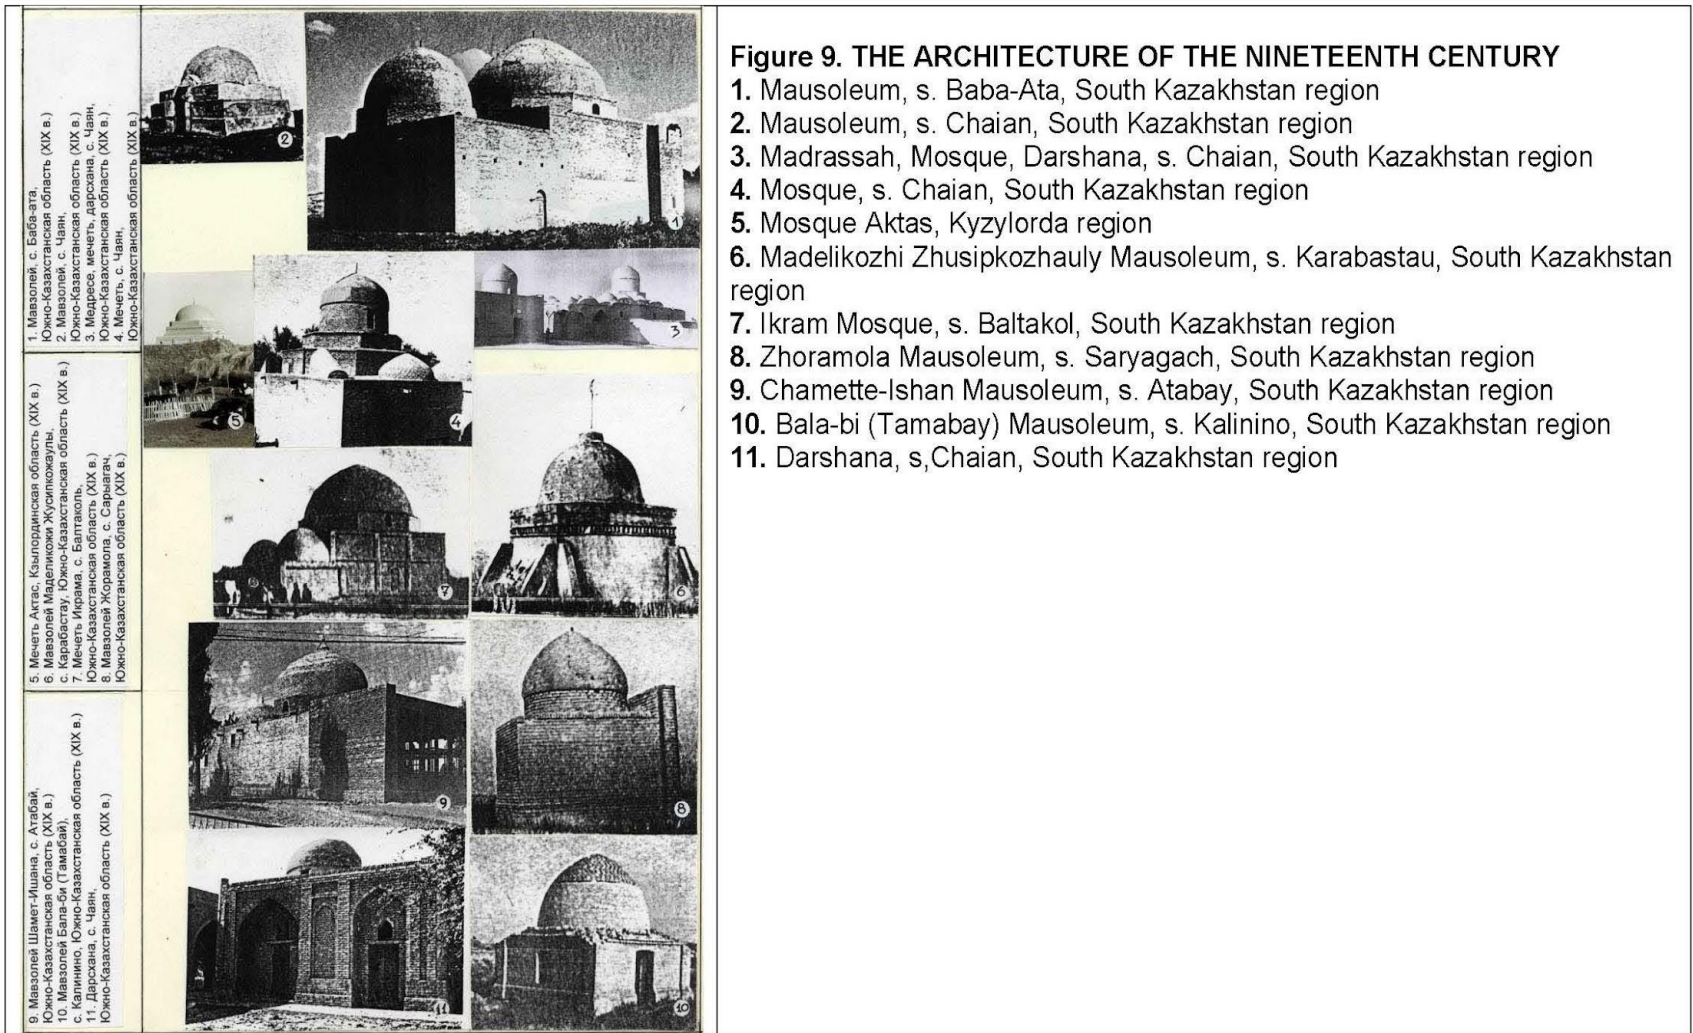 1. Мавзолей, с. Баба-ата,
Южно-Казахстанская область (XIX в.)
2. Мавзолей, с. Чаян,
Южно-Казахстанская область (XIX в.)
3. Медресе, мечеть, дарсхана, с. Чаян,
Южно-Казахстанская область (XIX в.)
4. Мечеть, с. Чаян,
Южно-Казахстанская область (XIX в.)
5. Мечеть Актас, Кзылординская область (XIX в.)
6. Мавзолей Маделикожи Жусипкожаулы,
с. Карабастау, Южно-Казахстанская область (XIX в.)
7. Мечеть Икрама, с. Балтаколь,
Южно-Казахстанская область (XIX в.)
8. Мавзолей Жорамола, с. Сарыагач,
Южно-Казахстанская область (XIX в.)
9. Мавзолей Шамет-Ишана, с. Атабай,
Южно-Казахстанская область (XIX в.)
10. Мавзолей Бала-би (Тамабай),
с. Калинино, Южно-Казахстанская область (XIX в.)
11. Дарсхана, с. Чаян,
Южно-Казахстанская область (XIX в.)
2
1
3
5
4
7
6
9
8
11
10
Figure 9. THE ARCHITECTURE OF THE NINETEENTH CENTURY
1. Mausoleum, s. Baba-Ata, South Kazakhstan region
2. Mausoleum, s. Chaian, South Kazakhstan region
3. Madrassah, Mosque, Darshana, s. Chaian, South Kazakhstan region
4. Mosque, s. Chaian, South Kazakhstan region
5. Mosque Aktas, Kyzylorda region
6. Madelikozhi Zhusipkozhauly Mausoleum, s. Karabastau, South Kazakhstan
region
7. Ikram Mosque, s. Baltakol, South Kazakhstan region
8. Zhoramola Mausoleum, s. Saryagach, South Kazakhstan region
9. Chamette-Ishan Mausoleum, s. Atabay, South Kazakhstan region
10. Bala-bi (Tamabay) Mausoleum, s. Kalinino, South Kazakhstan region
11. Darshana, s,Chaian, South Kazakhstan region